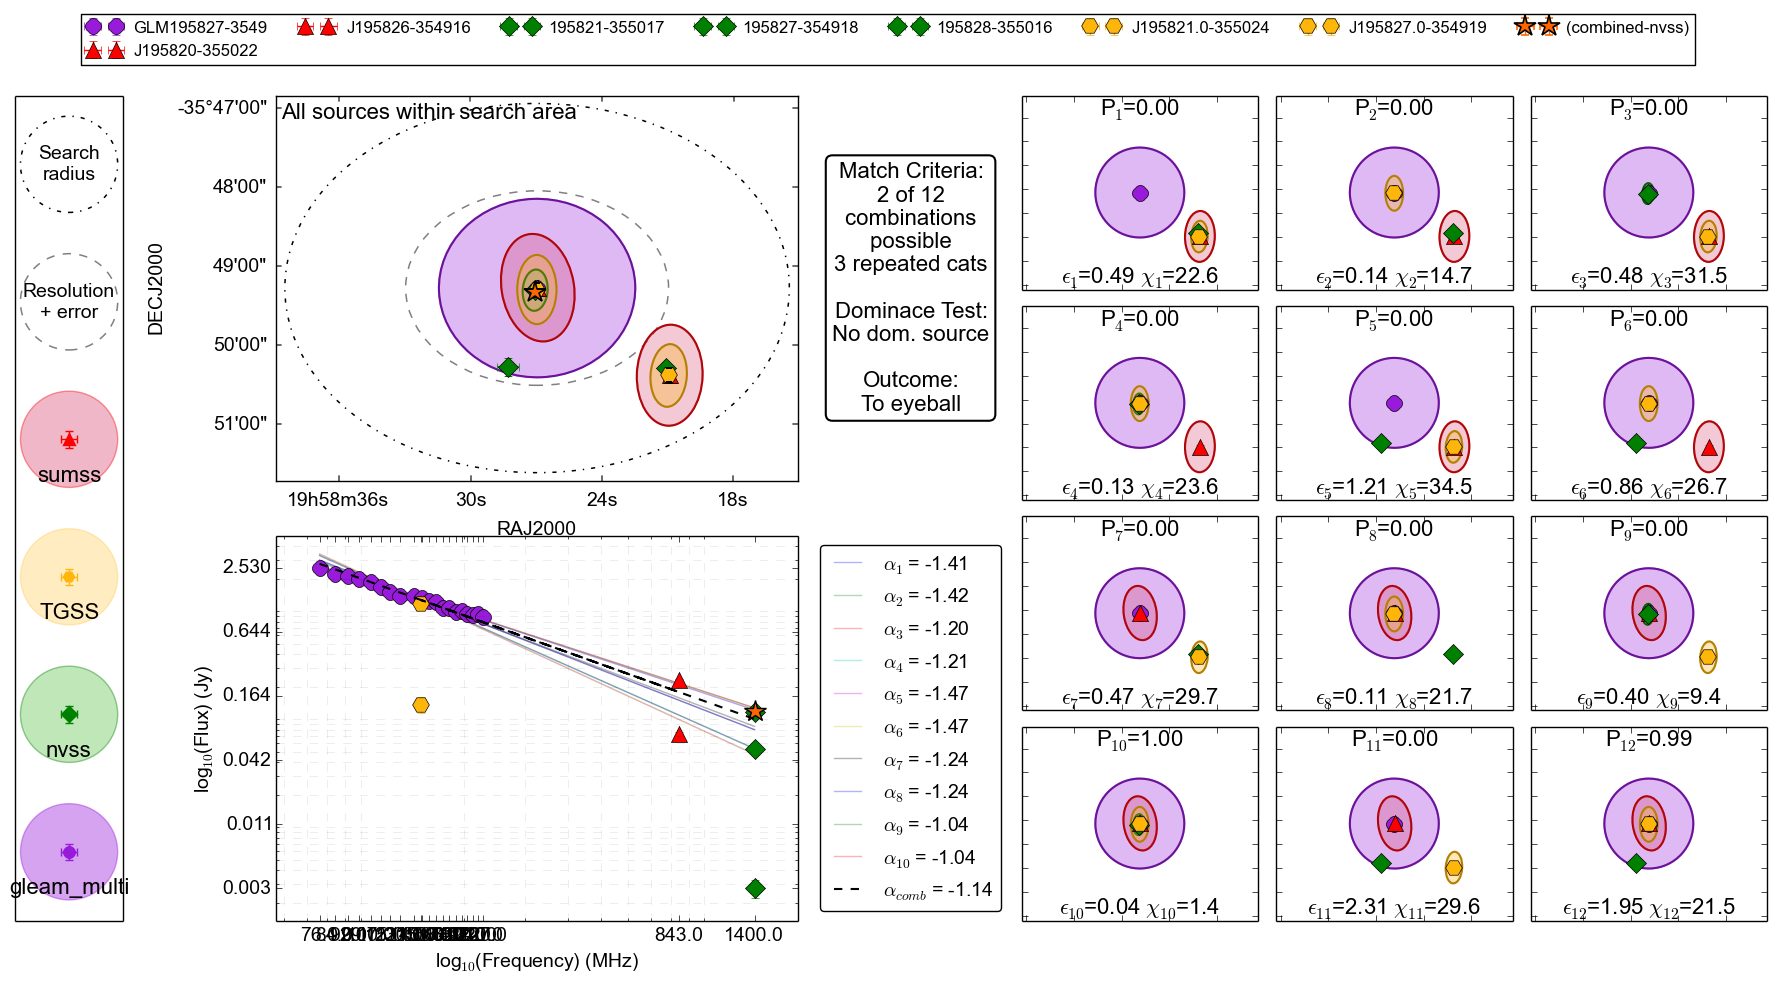 GLM195827-3549 J195826-354916 195821-355017 195827-354918 195828-355016 J195821.0-355024 J195827.0-354919 (combined-nvss)
J195820-355022
Search
radius
Resolution
+ error
sumss
TGSS
nvss
gleam_multi
All sources within search area
-35°47'00"
48'00"
49'00"
50'00"
51'00"
DECJ2000
19h58m36s 30s 24s 18s
RAJ2000
Match Criteria:
2 of 12
combinations
possible
3 repeated cats
Dominace Test:
No dom. source
Outcome:
To eyeball
2.530
0.644
0.164
0.042
0.011
0.003
log₁₀(Flux) (Jy)
843.0 1400.0
log₁₀(Frequency) (MHz)
α₁ = -1.41
α₂ = -1.42
α₃ = -1.20
α₄ = -1.21
α₅ = -1.47
α₆ = -1.47
α₇ = -1.24
α₈ = -1.24
α₉ = -1.04
α₁₀ = -1.04
α_comb = -1.14
P₁=0.00 P₂=0.00 P₃=0.00
ϵ₁=0.49 χ₁=22.6 ϵ₂=0.14 χ₂=14.7 ϵ₃=0.48 χ₃=31.5
P₄=0.00 P₅=0.00 P₆=0.00
ϵ₄=0.13 χ₄=23.6 ϵ₅=1.21 χ₅=34.5 ϵ₆=0.86 χ₆=26.7
P₇=0.00 P₈=0.00 P₉=0.00
ϵ₇=0.47 χ₇=29.7 ϵ₈=0.11 χ₈=21.7 ϵ₉=0.40 χ₉=9.4
P₁₀=1.00 P₁₁=0.00 P₁₂=0.99
ϵ₁₀=0.04 χ₁₀=1.4 ϵ₁₁=2.31 χ₁₁=29.6 ϵ₁₂=1.95 χ₁₂=21.5